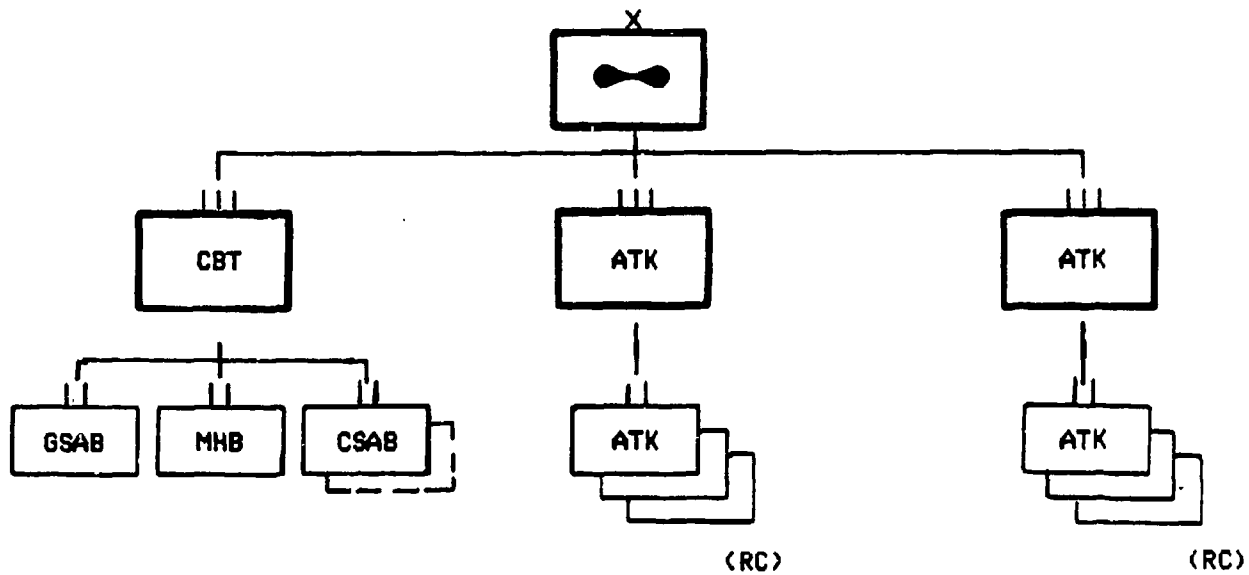 X
CBT
ATK
ATK
GSAB
MHB
CSAB
ATK
ATK
(RC)
(RC)